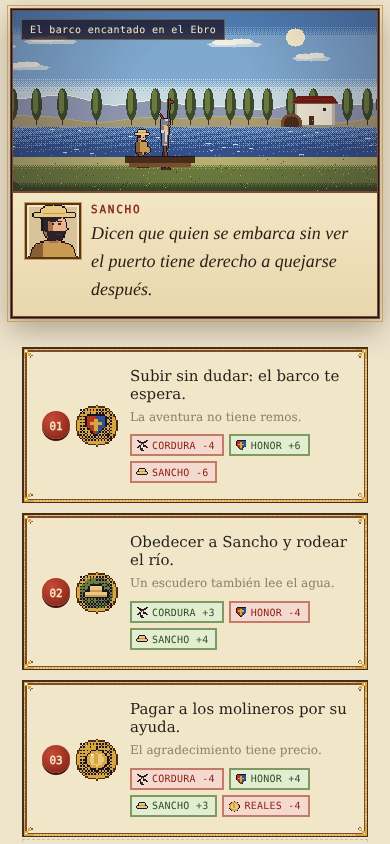 El barco encantado en el Ebro
SANCHO
Dicen que quien se embarca sin ver
el puerto tiene derecho a quejarse
después.
01
Subir sin dudar: el barco te
espera.
La aventura no tiene remos.
CORDURA -4
HONOR +6
SANCHO -6
02
Obedecer a Sancho y rodear
el río.
Un escudero también lee el agua.
CORDURA +3
HONOR -4
SANCHO +4
03
Pagar a los molineros por su
ayuda.
El agradecimiento tiene precio.
CORDURA -4
HONOR +4
SANCHO +3
REALES -4